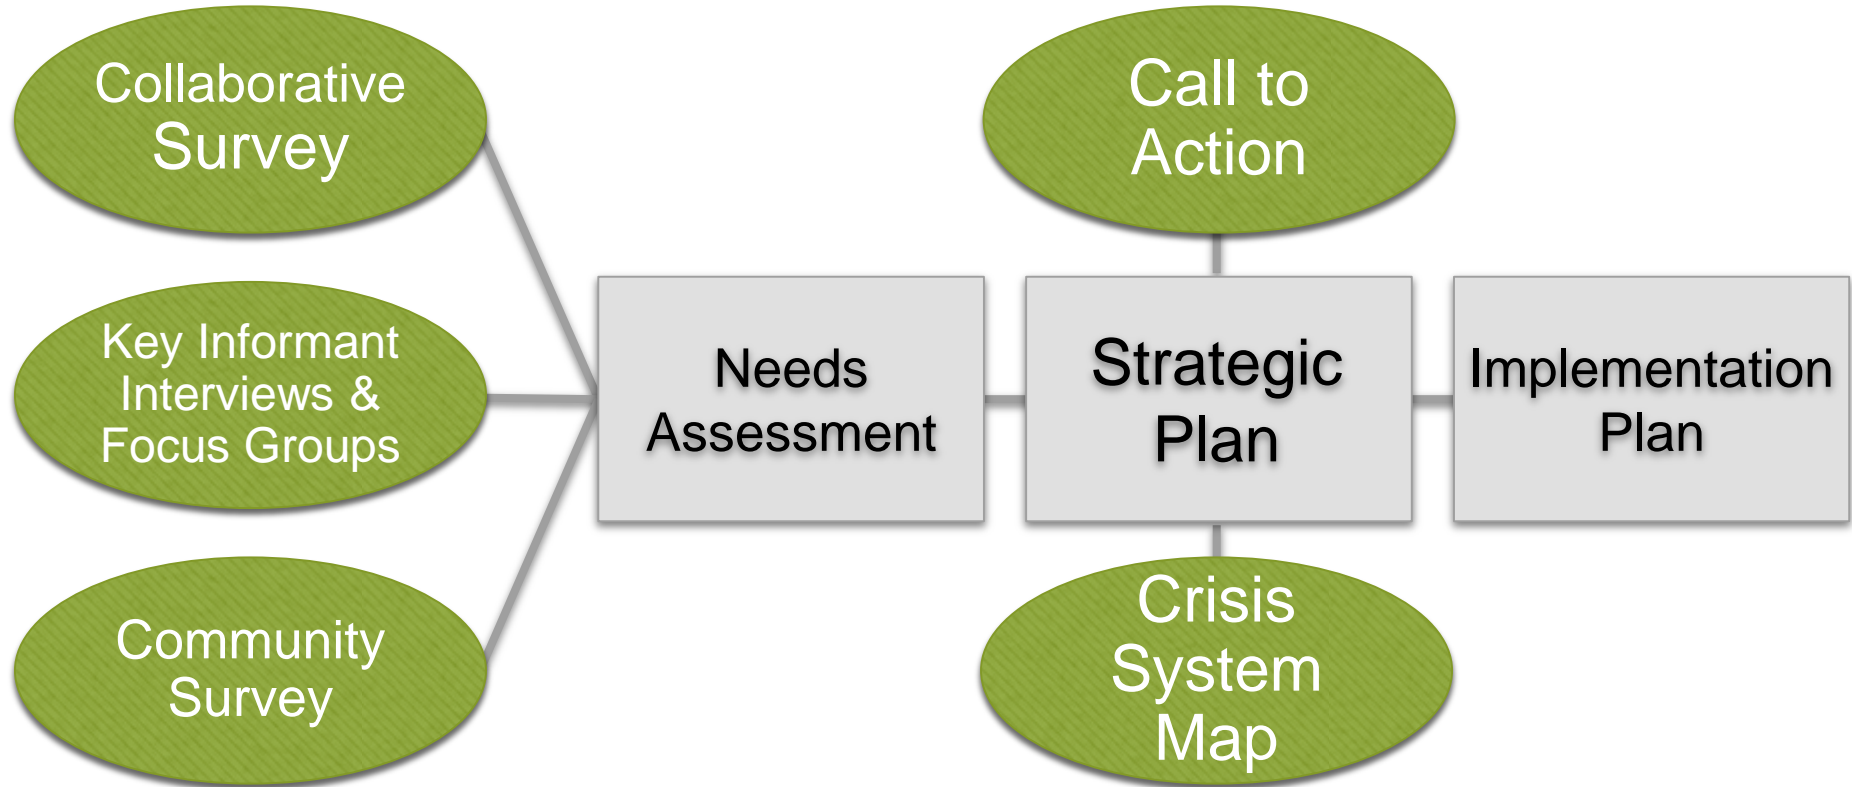 Collaborative
Survey
Key Informant
Interviews &
Focus Groups
Community
Survey
Needs
Assessment
Call to
Action
Strategic
Plan
Crisis
System
Map
Implementation
Plan